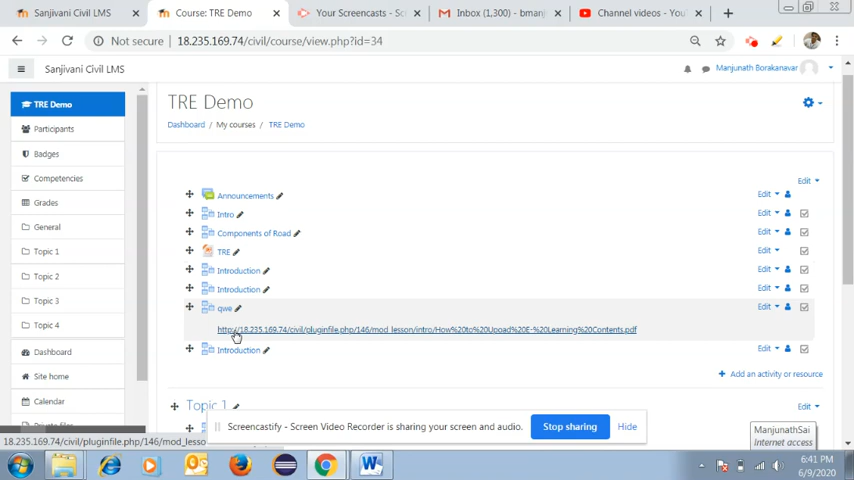 Sanjivani Civil LMS
Course: TRE Demo
Your Screencasts - Scr
Inbox (1,300) - bmanj
Channel videos - YouT
Not secure
18.235.169.74/civil/course/view.php?id=34
Sanjivani Civil LMS
Manjunath Borakanavar
TRE Demo
Participants
Badges
Competencies
Grades
General
Topic 1
Topic 2
Topic 3
Topic 4
Dashboard
Site home
Calendar
Private files
TRE Demo
Dashboard / My courses / TRE Demo
Edit
Announcements
Edit
Intro
Edit
Components of Road
Edit
TRE
Edit
Introduction
Edit
Introduction
Edit
qwe
Edit
http://18.235.169.74/civil/pluginfile.php/146/mod_lesson/intro/How%20to%20Upoad%20E-%20Learning%20Contents.pdf
Introduction
Edit
+ Add an activity or resource
Topic 1
Edit
Screencastify - Screen Video Recorder is sharing your screen and audio.
Stop sharing
Hide
18.235.169.74/civil/pluginfile.php/146/mod_lesso
ManjunathSai
Internet access
6:41 PM
6/9/2020